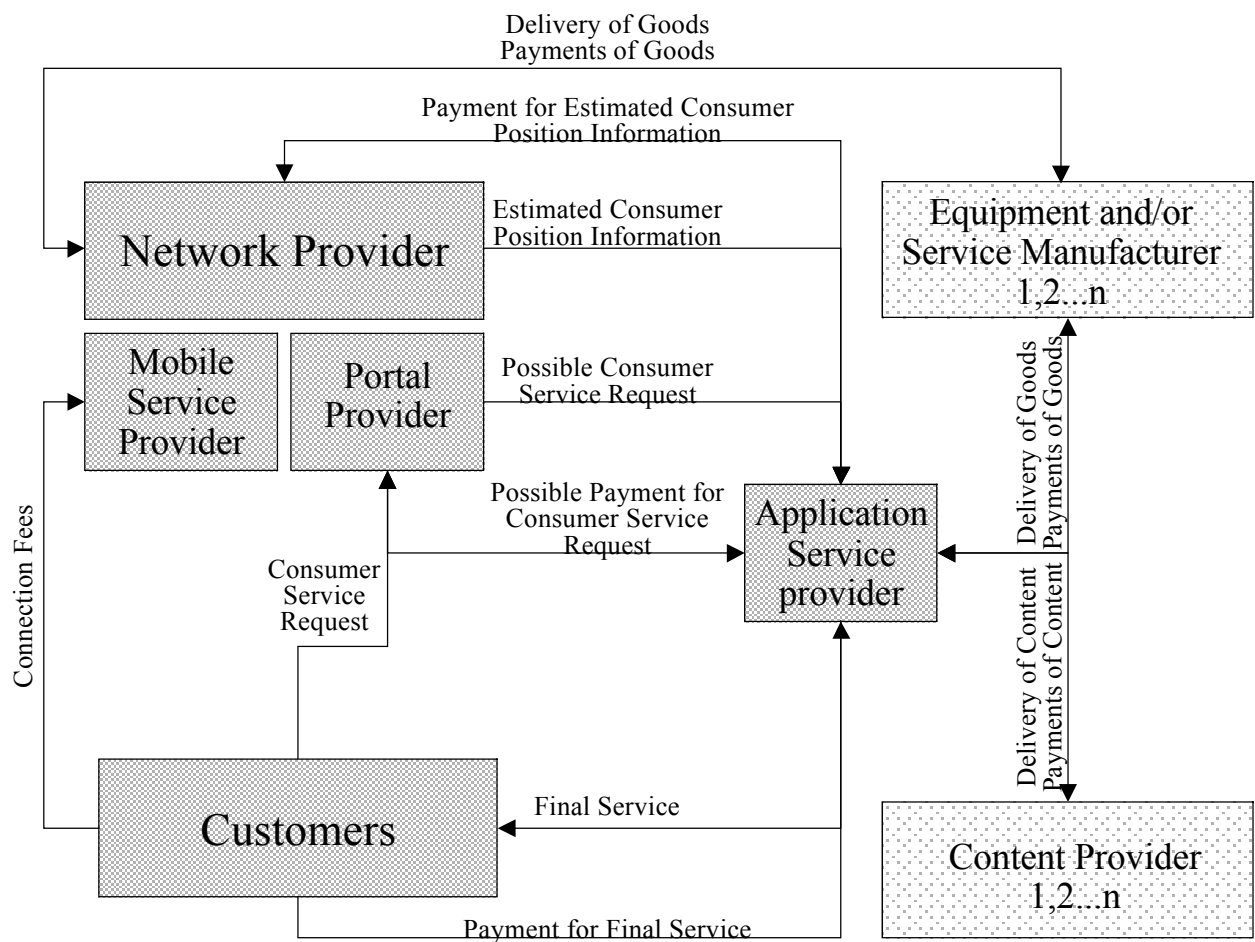 Delivery of Goods
Payments of Goods
Payment for Estimated Consumer
Position Information
Network Provider
Estimated Consumer
Position Information
Equipment and/or
Service Manufacturer
1,2...n
Mobile
Service
Provider
Portal
Provider
Possible Consumer
Service Request
Delivery of Goods
Payments of Goods
Connection Fees
Consumer
Service
Request
Possible Payment for
Consumer Service
Request
Application
Service
provider
Delivery of Content
Payments of Content
Customers
Final Service
Payment for Final Service
Content Provider
1,2...n